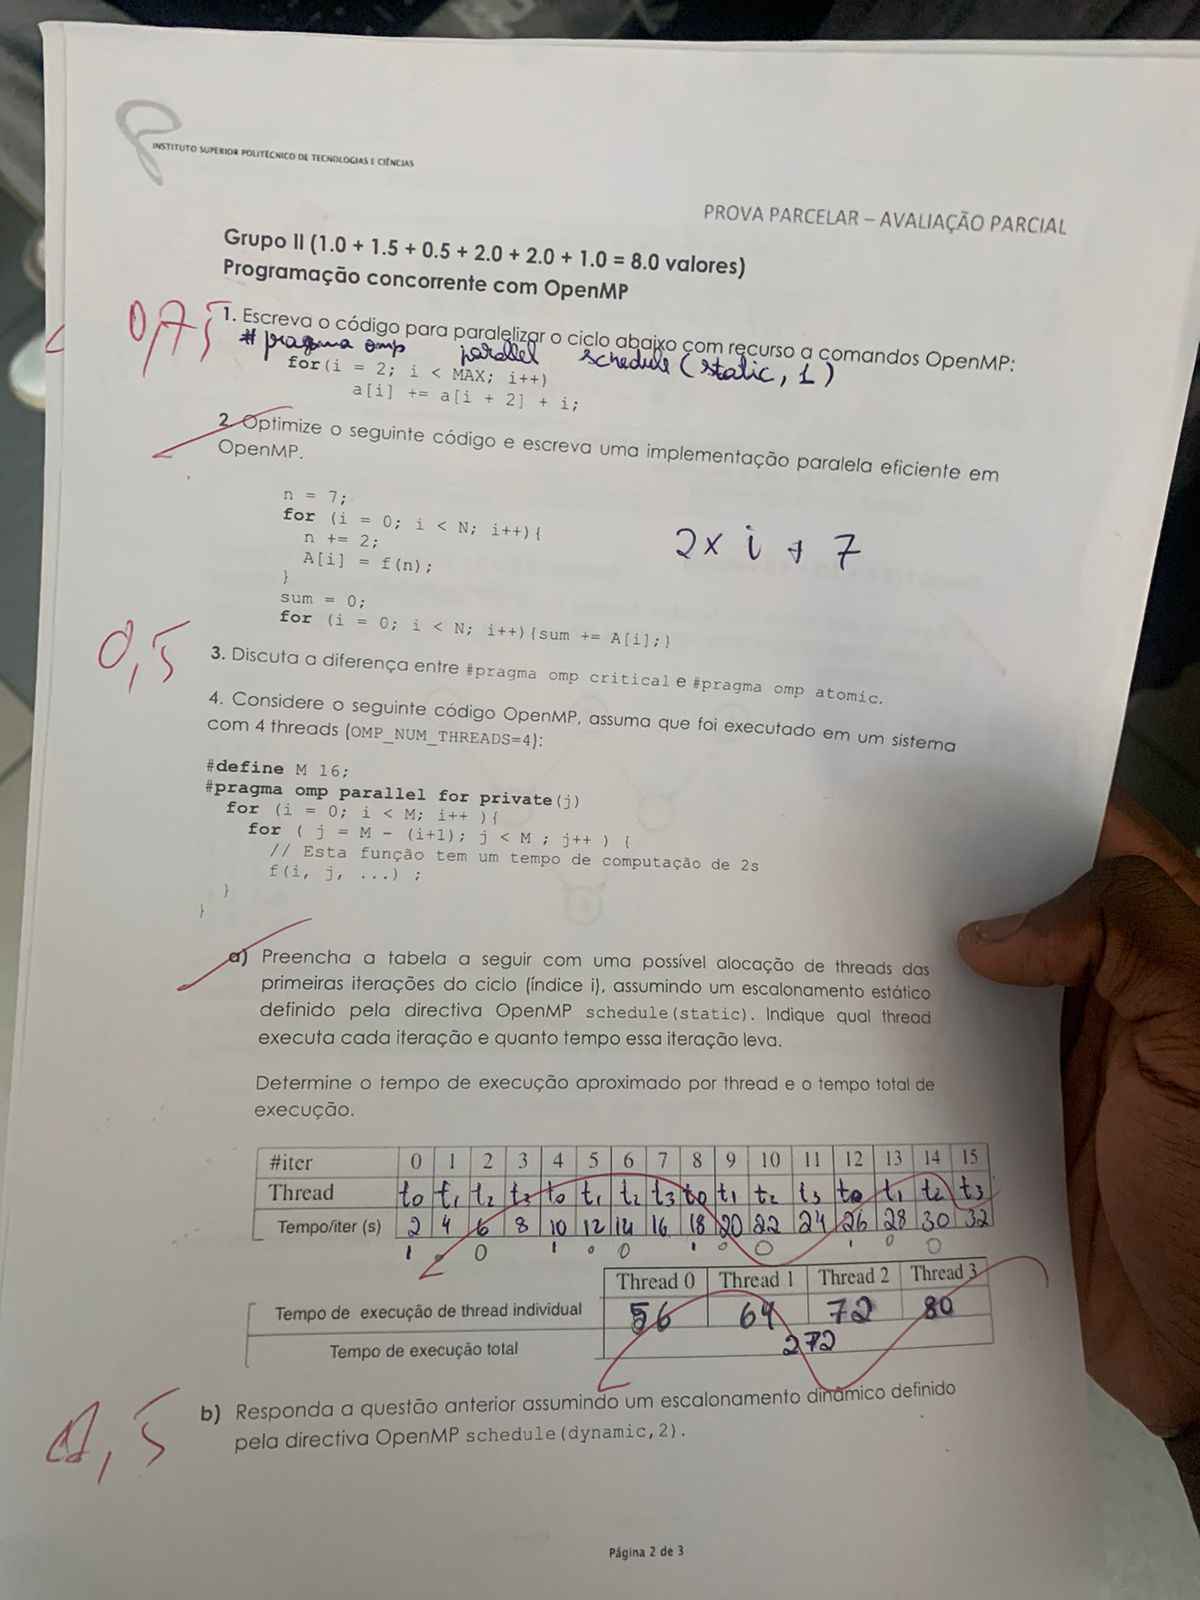 INSTITUTO SUPERIOR POLITÉCNICO DE TECNOLOGIAS E CIÊNCIAS
PROVA PARCELAR – AVALIAÇÃO PARCIAL
Grupo II (1.0 + 1.5 + 0.5 + 2.0 + 2.0 + 1.0 = 8.0 valores)
Programação concorrente com OpenMP
0,75
1. Escreva o código para paralelizar o ciclo abaixo com recurso a comandos OpenMP:
# pragma omp parallel schedule (static, 1)
for(i = 2; i < MAX; i++)
a[i] += a[i + 2] + i;
2. Optimize o seguinte código e escreva uma implementação paralela eficiente em
OpenMP.
n = 7;
for (i = 0; i < N; i++){
n += 2;
A[i] = f(n);
}
2x i + 7
sum = 0;
for (i = 0; i < N; i++){sum += A[i];}
0,5
3. Discuta a diferença entre #pragma omp critical e #pragma omp atomic.
4. Considere o seguinte código OpenMP, assuma que foi executado em um sistema
com 4 threads (OMP_NUM_THREADS=4):
#define M 16;
#pragma omp parallel for private(j)
for (i = 0; i < M; i++ ){
for ( j = M - (i+1); j < M ; j++ ) {
// Esta função tem um tempo de computação de 2s
f(i, j, ...) ;
}
}
a) Preencha a tabela a seguir com uma possível alocação de threads das
primeiras iterações do ciclo (índice i), assumindo um escalonamento estático
definido pela directiva OpenMP schedule(static). Indique qual thread
executa cada iteração e quanto tempo essa iteração leva.
Determine o tempo de execução aproximado por thread e o tempo total de
execução.
#iter 0 1 2 3 4 5 6 7 8 9 10 11 12 13 14 15
Thread t0 t1 t2 t3 t0 t1 t2 t3 t0 t1 t2 t3 t0 t1 t2 t3
Tempo/iter (s) 2 4 6 8 10 12 14 16 18 20 22 24 26 28 30 32
Thread 0 Thread 1 Thread 2 Thread 3
Tempo de execução de thread individual 56 64 72 80
Tempo de execução total 272
b) Responda a questão anterior assumindo um escalonamento dinâmico definido
pela directiva OpenMP schedule(dynamic,2).
Página 2 de 3